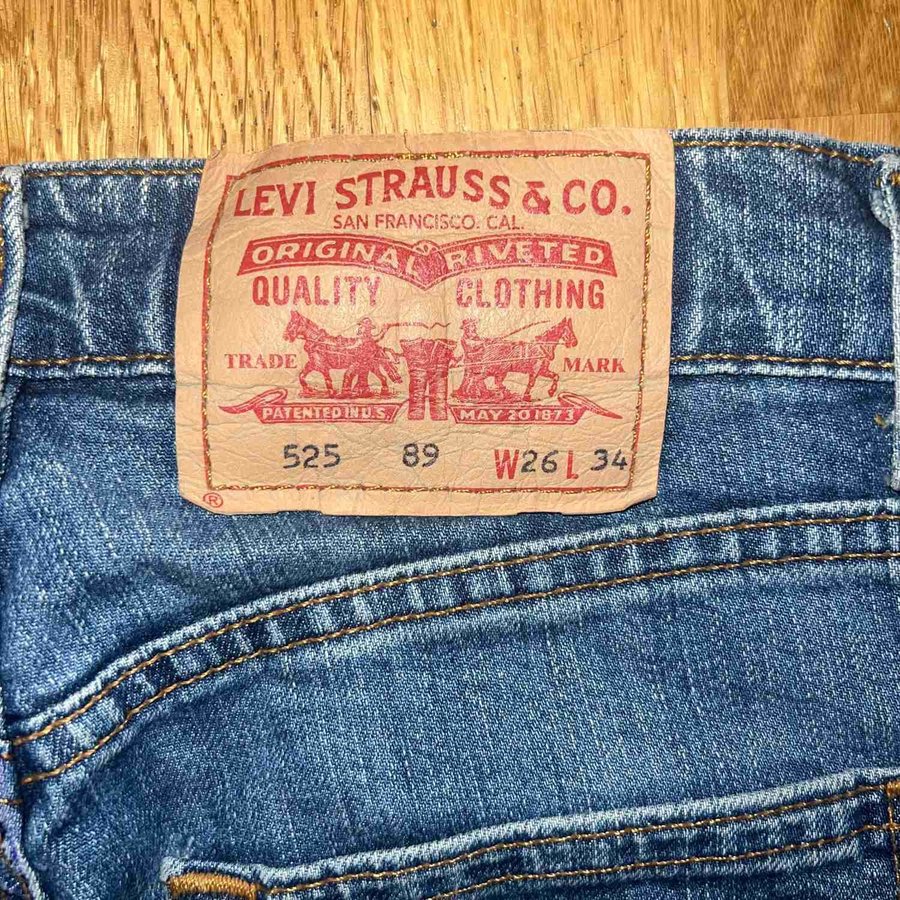 LEVI STRAUSS & CO.
SAN FRANCISCO. CAL.
ORIGINAL RIVETED
QUALITY CLOTHING
TRADE MARK
PATENTED IN U.S. MAY 20 1873
525 89 W26 L 34
®